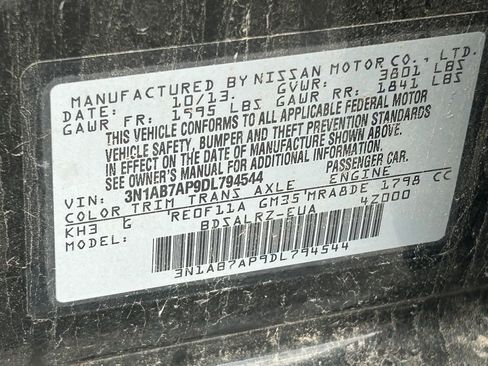 MANUFACTURED BY NISSAN MOTOR CO., LTD.
DATE: 10/13 GVWR: 3801 LBS
GAWR FR: 1995 LBS GAWR RR: 1841 LBS
THIS VEHICLE CONFORMS TO ALL APPLICABLE FEDERAL MOTOR
VEHICLE SAFETY, BUMPER AND THEFT PREVENTION STANDARDS
IN EFFECT ON THE DATE OF MANUFACTURE SHOWN ABOVE.
SEE OWNER'S MANUAL FOR ADDITIONAL INFORMATION.
VIN: 3N1AB7AP9DL794544 PASSENGER CAR.
COLOR TRIM TRANS AXLE ENGINE
KH3 G RE0F11A GM35 MRA8DE 1798 CC
MODEL: BDSALRZ-EUA 4Z000
3N1AB7AP9DL794544